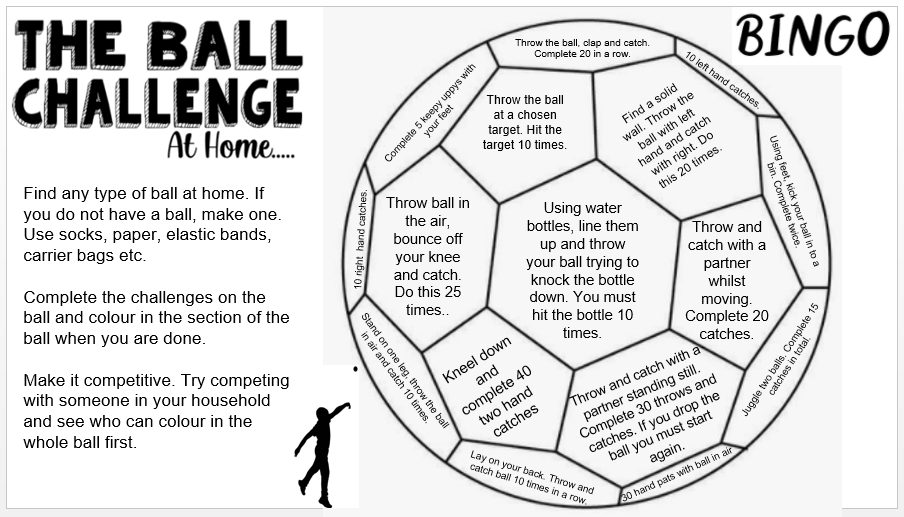 THE BALL
CHALLENGE
At Home.....
BINGO
Find any type of ball at home. If
you do not have a ball, make one.
Use socks, paper, elastic bands,
carrier bags etc.
Complete the challenges on the
ball and colour in the section of the
ball when you are done.
Make it competitive. Try competing
with someone in your household
and see who can colour in the
whole ball first.
Throw the ball, clap and catch.
Complete 20 in a row.
10 left hand catches.
Complete 5 keepy uppys with
your feet
Throw the ball
at a chosen
target. Hit the
target 10 times.
Find a solid
wall. Throw the
ball with left
hand and catch
with right. Do
this 20 times.
Using feet, kick your ball in to a
bin. Complete twice.
10 right  hand catches.
Throw ball in
the air,
bounce off
your knee
and catch.
Do this 25
times..
Using water
bottles, line them
up and throw
your ball trying to
knock the bottle
down. You must
hit the bottle 10
times.
Throw and
catch with a
partner
whilst
moving.
Complete 20
catches.
Stand on one leg, throw the ball
in air and catch 10 times.
Kneel down
and
complete 40
two hand
catches
Throw and catch with a
partner standing still.
Complete 30 throws and
catches. If you drop the
ball you must start
again.
Juggle two balls. Complete 15
catches in total.
Lay on your back. Throw and
catch ball 10 times in a row.
30 hand pats with ball in air